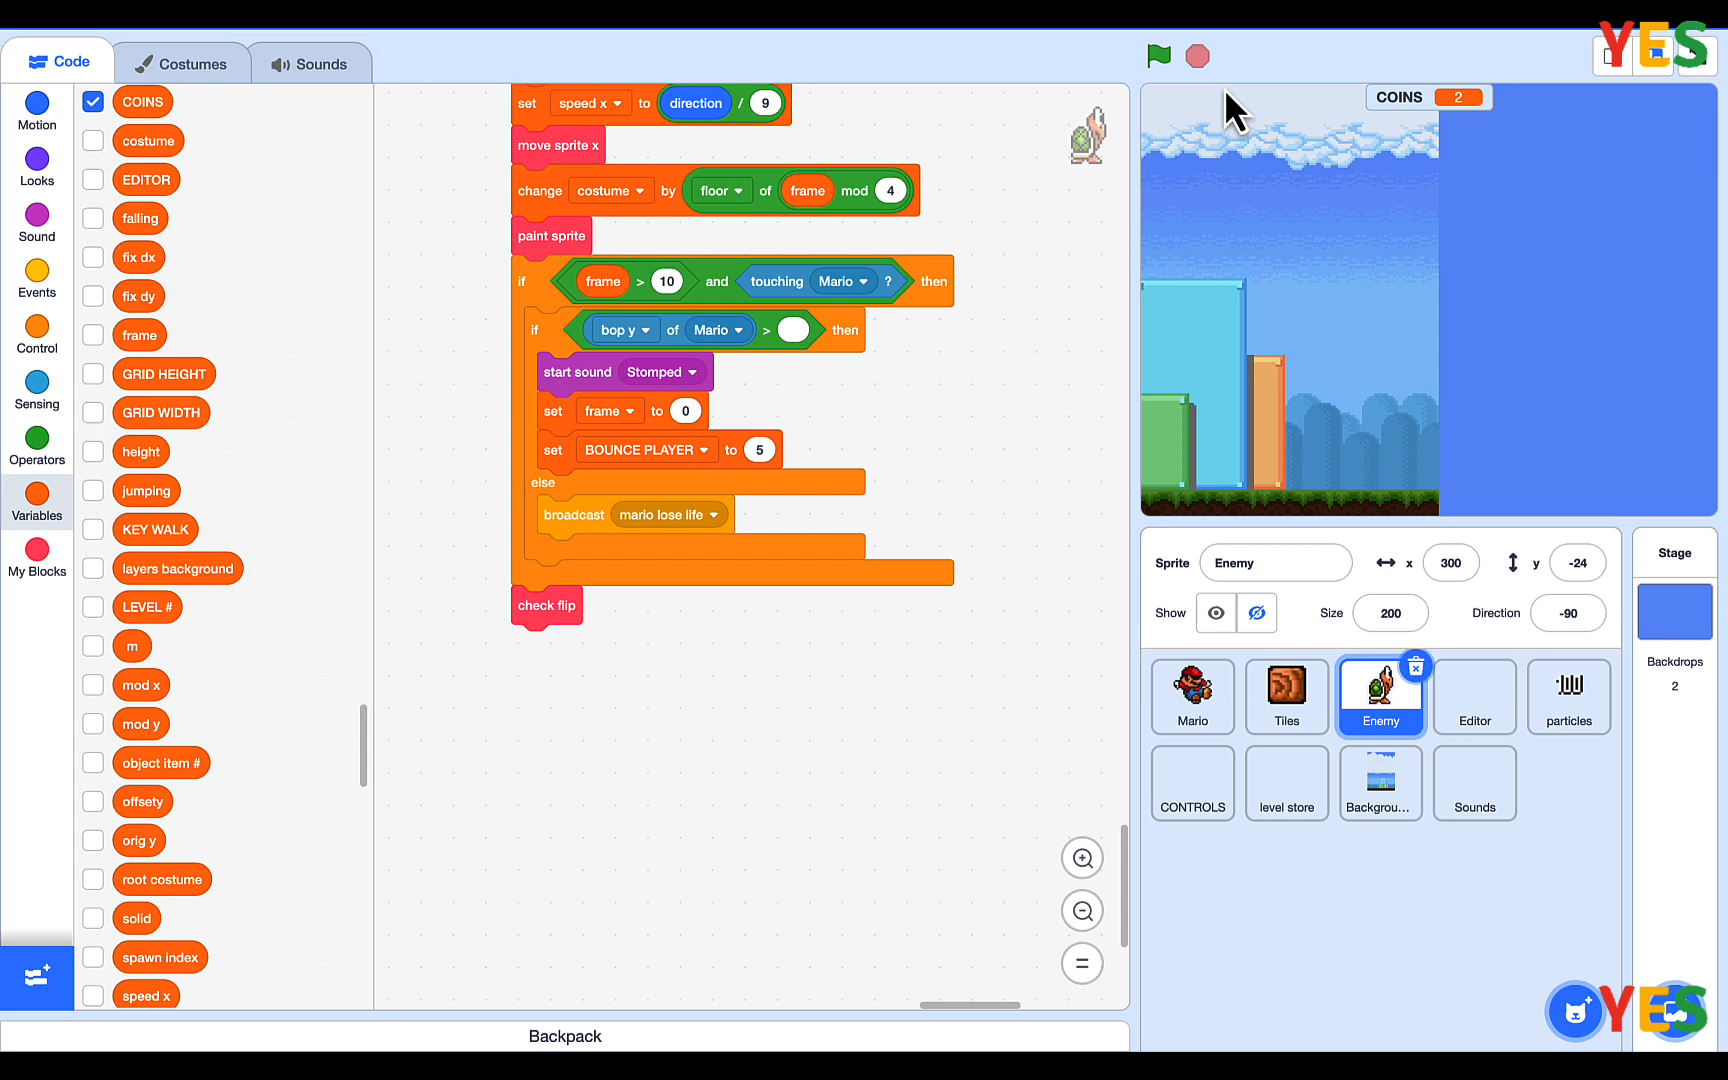 Code
Costumes
Sounds
YES
Motion
Looks
Sound
Events
Control
Sensing
Operators
Variables
My Blocks
COINS
costume
EDITOR
falling
fix dx
fix dy
frame
GRID HEIGHT
GRID WIDTH
height
jumping
KEY WALK
layers background
LEVEL #
m
mod x
mod y
object item #
offsety
orig y
root costume
solid
spawn index
speed x
set speed x to direction / 9
move sprite x
change costume by floor of frame mod 4
paint sprite
if frame > 10 and touching Mario ? then
if bop y of Mario > then
start sound Stomped
set frame to 0
set BOUNCE PLAYER to 5
else
broadcast mario lose life
check flip
COINS 2
Sprite Enemy x 300 y -24
Show Size 200 Direction -90
Mario
Tiles
Enemy
Editor
particles
CONTROLS
level store
Backgrou...
Sounds
Stage
Backdrops
2
YES
Backpack